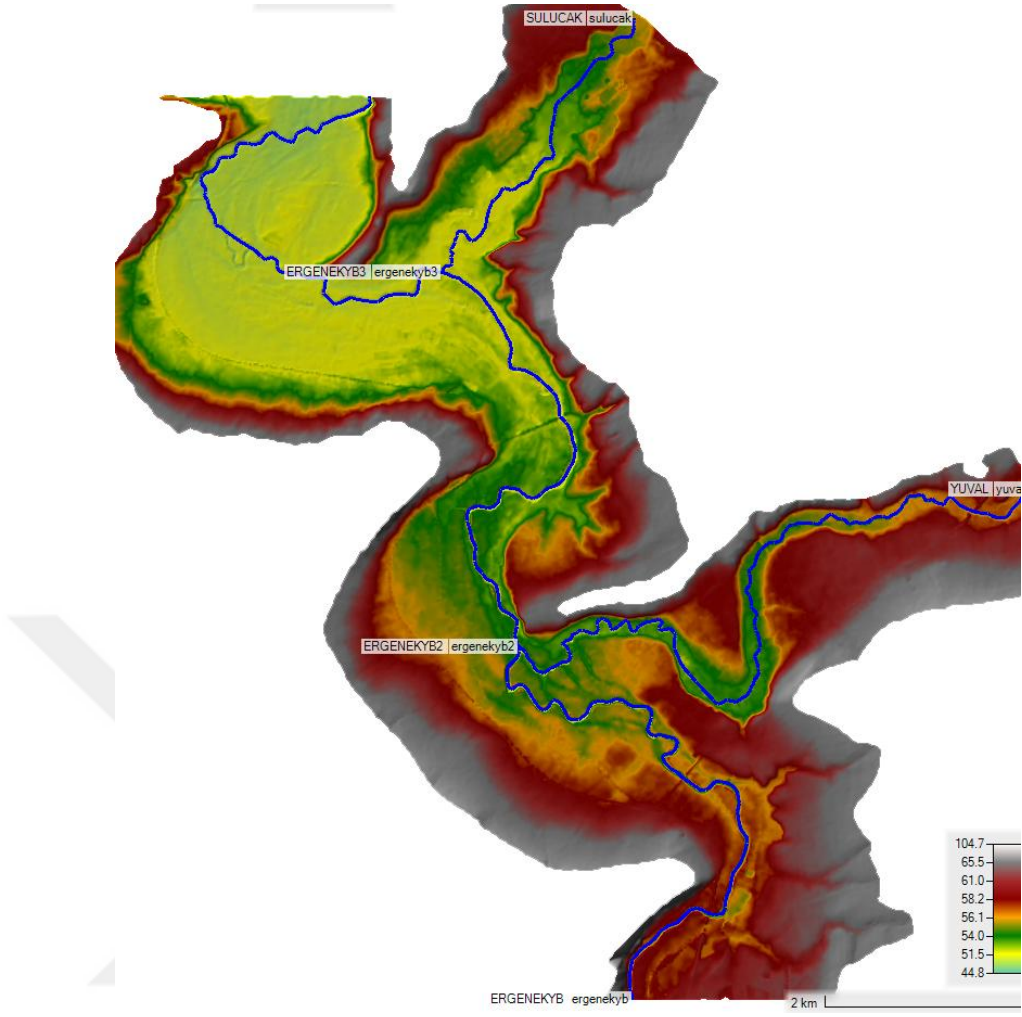 SULUCAK sulucak
ERGENEKYB3 ergenekyb3
YUVAL yuva
ERGENEKYB2 ergenekyb2
104.7
65.5
61.0
58.2
56.1
54.0
51.5
44.8
ERGENEKYB ergenekyb
2 km